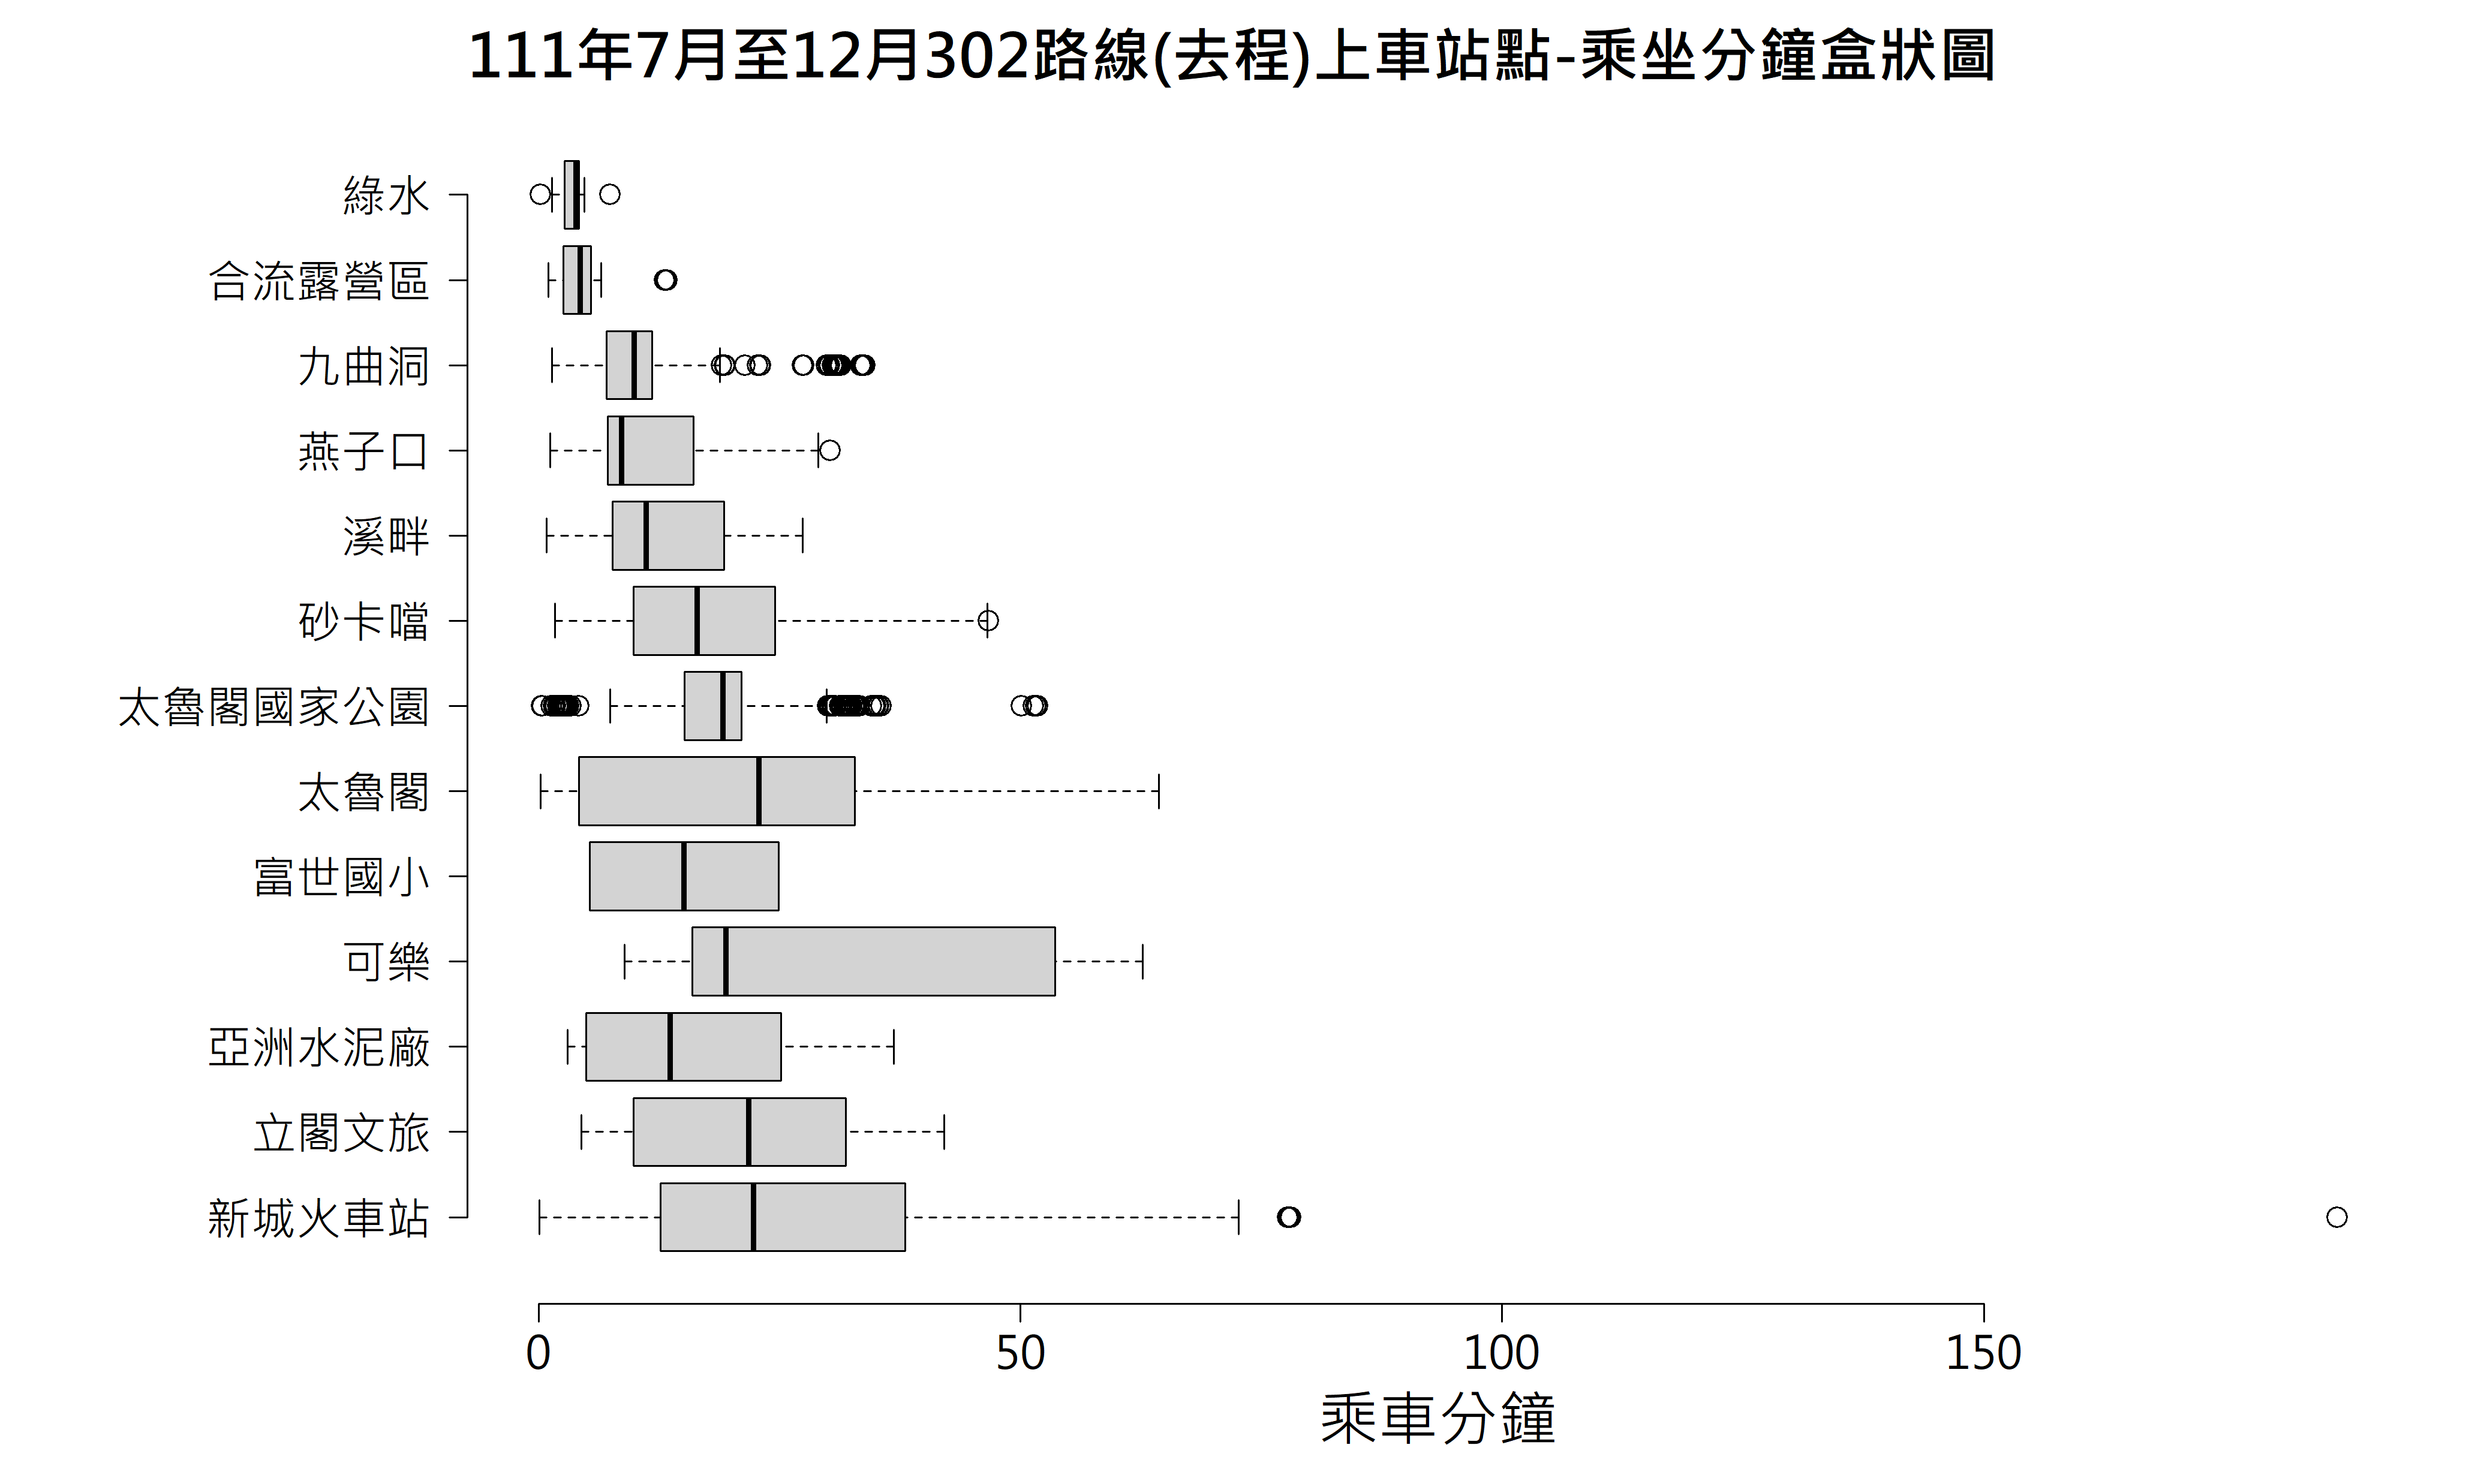 111年7月至12月302路線(去程)上車站點-乘坐分鐘盒狀圖
綠水
合流露營區
九曲洞
燕子口
溪畔
砂卡噹
太魯閣國家公園
太魯閣
富世國小
可樂
亞洲水泥廠
立閣文旅
新城火車站
0 50 100 150
乘車分鐘